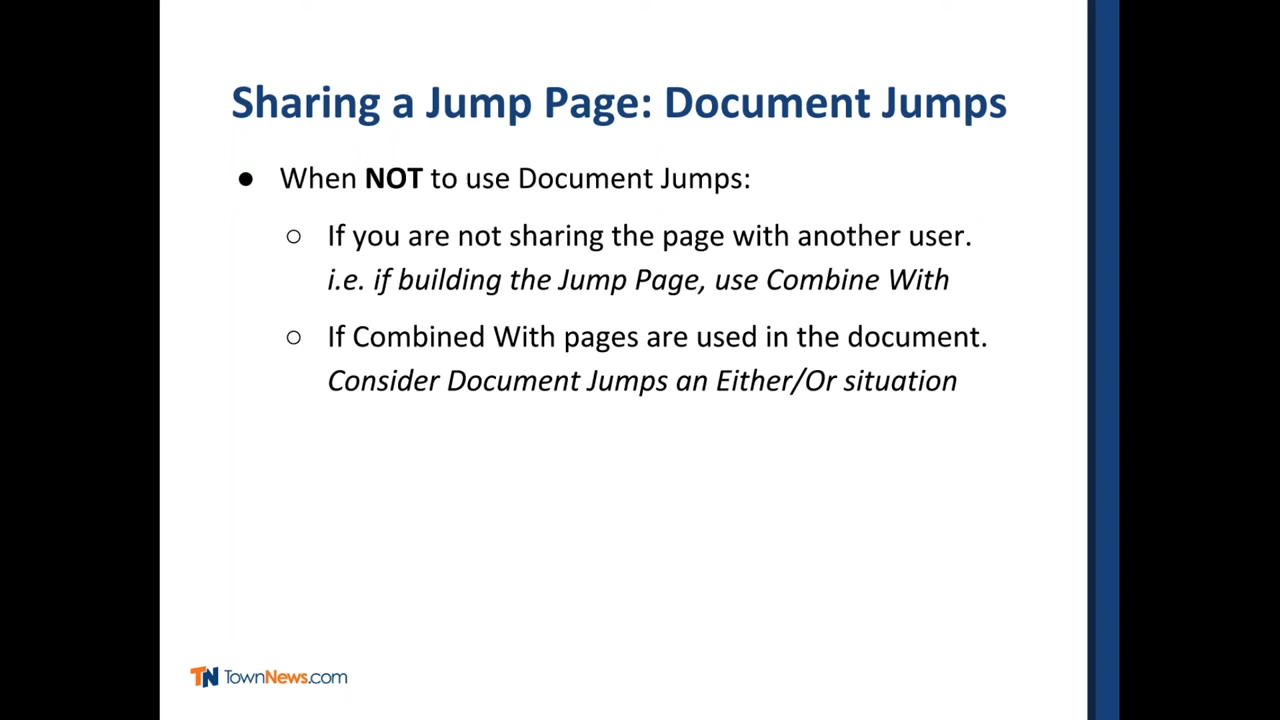 Sharing a Jump Page: Document Jumps
● When NOT to use Document Jumps:
○ If you are not sharing the page with another user.
i.e. if building the Jump Page, use Combine With
○ If Combined With pages are used in the document.
Consider Document Jumps an Either/Or situation
TN TownNews.com